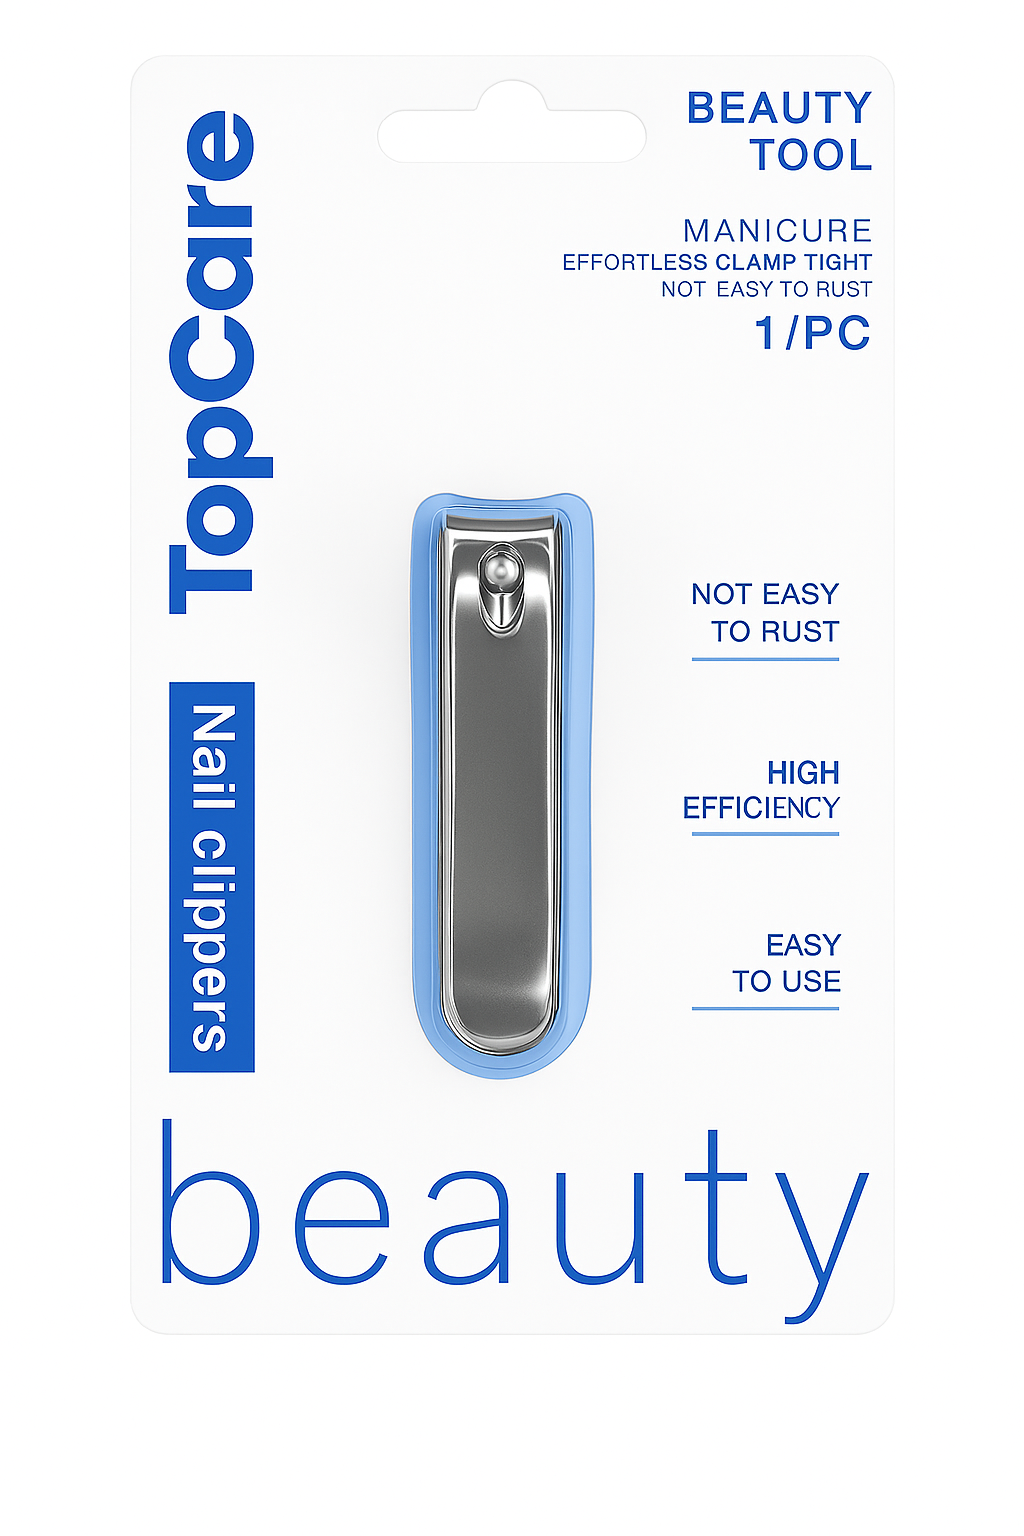 BEAUTY
TOOL
MANICURE
EFFORTLESS CLAMP TIGHT
NOT EASY TO RUST
1/PC
TopCare
Nail clippers
NOT EASY
TO RUST
HIGH
EFFICIENCY
EASY
TO USE
beauty